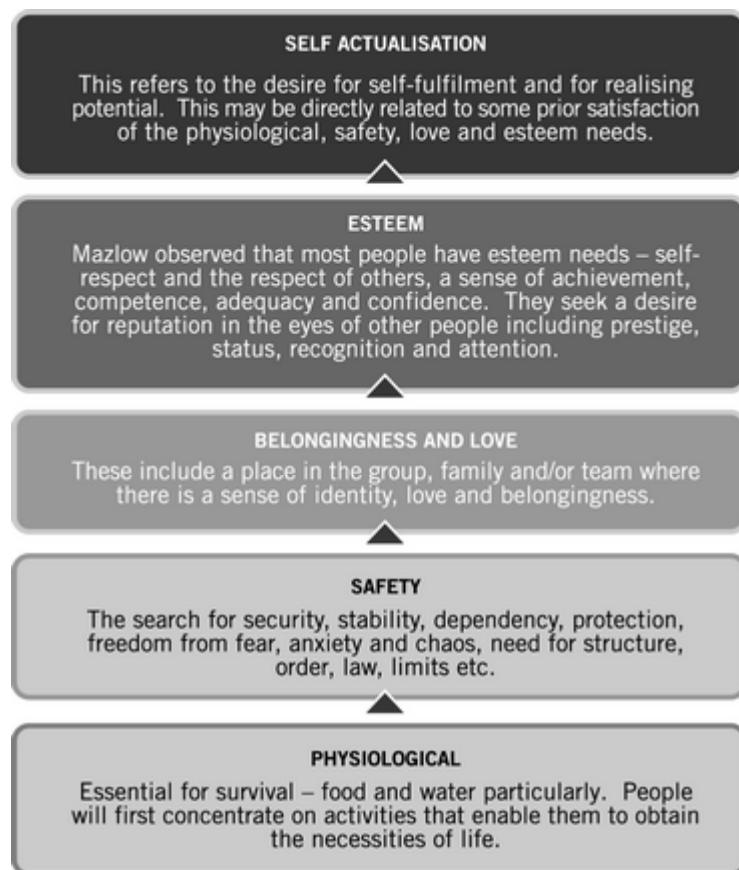 SELF ACTUALISATION
This refers to the desire for self-fulfilment and for realising
potential. This may be directly related to some prior satisfaction
of the physiological, safety, love and esteem needs.
ESTEEM
Mazlow observed that most people have esteem needs – self-
respect and the respect of others, a sense of achievement,
competence, adequacy and confidence. They seek a desire
for reputation in the eyes of other people including prestige,
status, recognition and attention.
BELONGINGNESS AND LOVE
These include a place in the group, family and/or team where
there is a sense of identity, love and belongingness.
SAFETY
The search for security, stability, dependency, protection,
freedom from fear, anxiety and chaos, need for structure,
order, law, limits etc.
PHYSIOLOGICAL
Essential for survival – food and water particularly. People
will first concentrate on activities that enable them to obtain
the necessities of life.